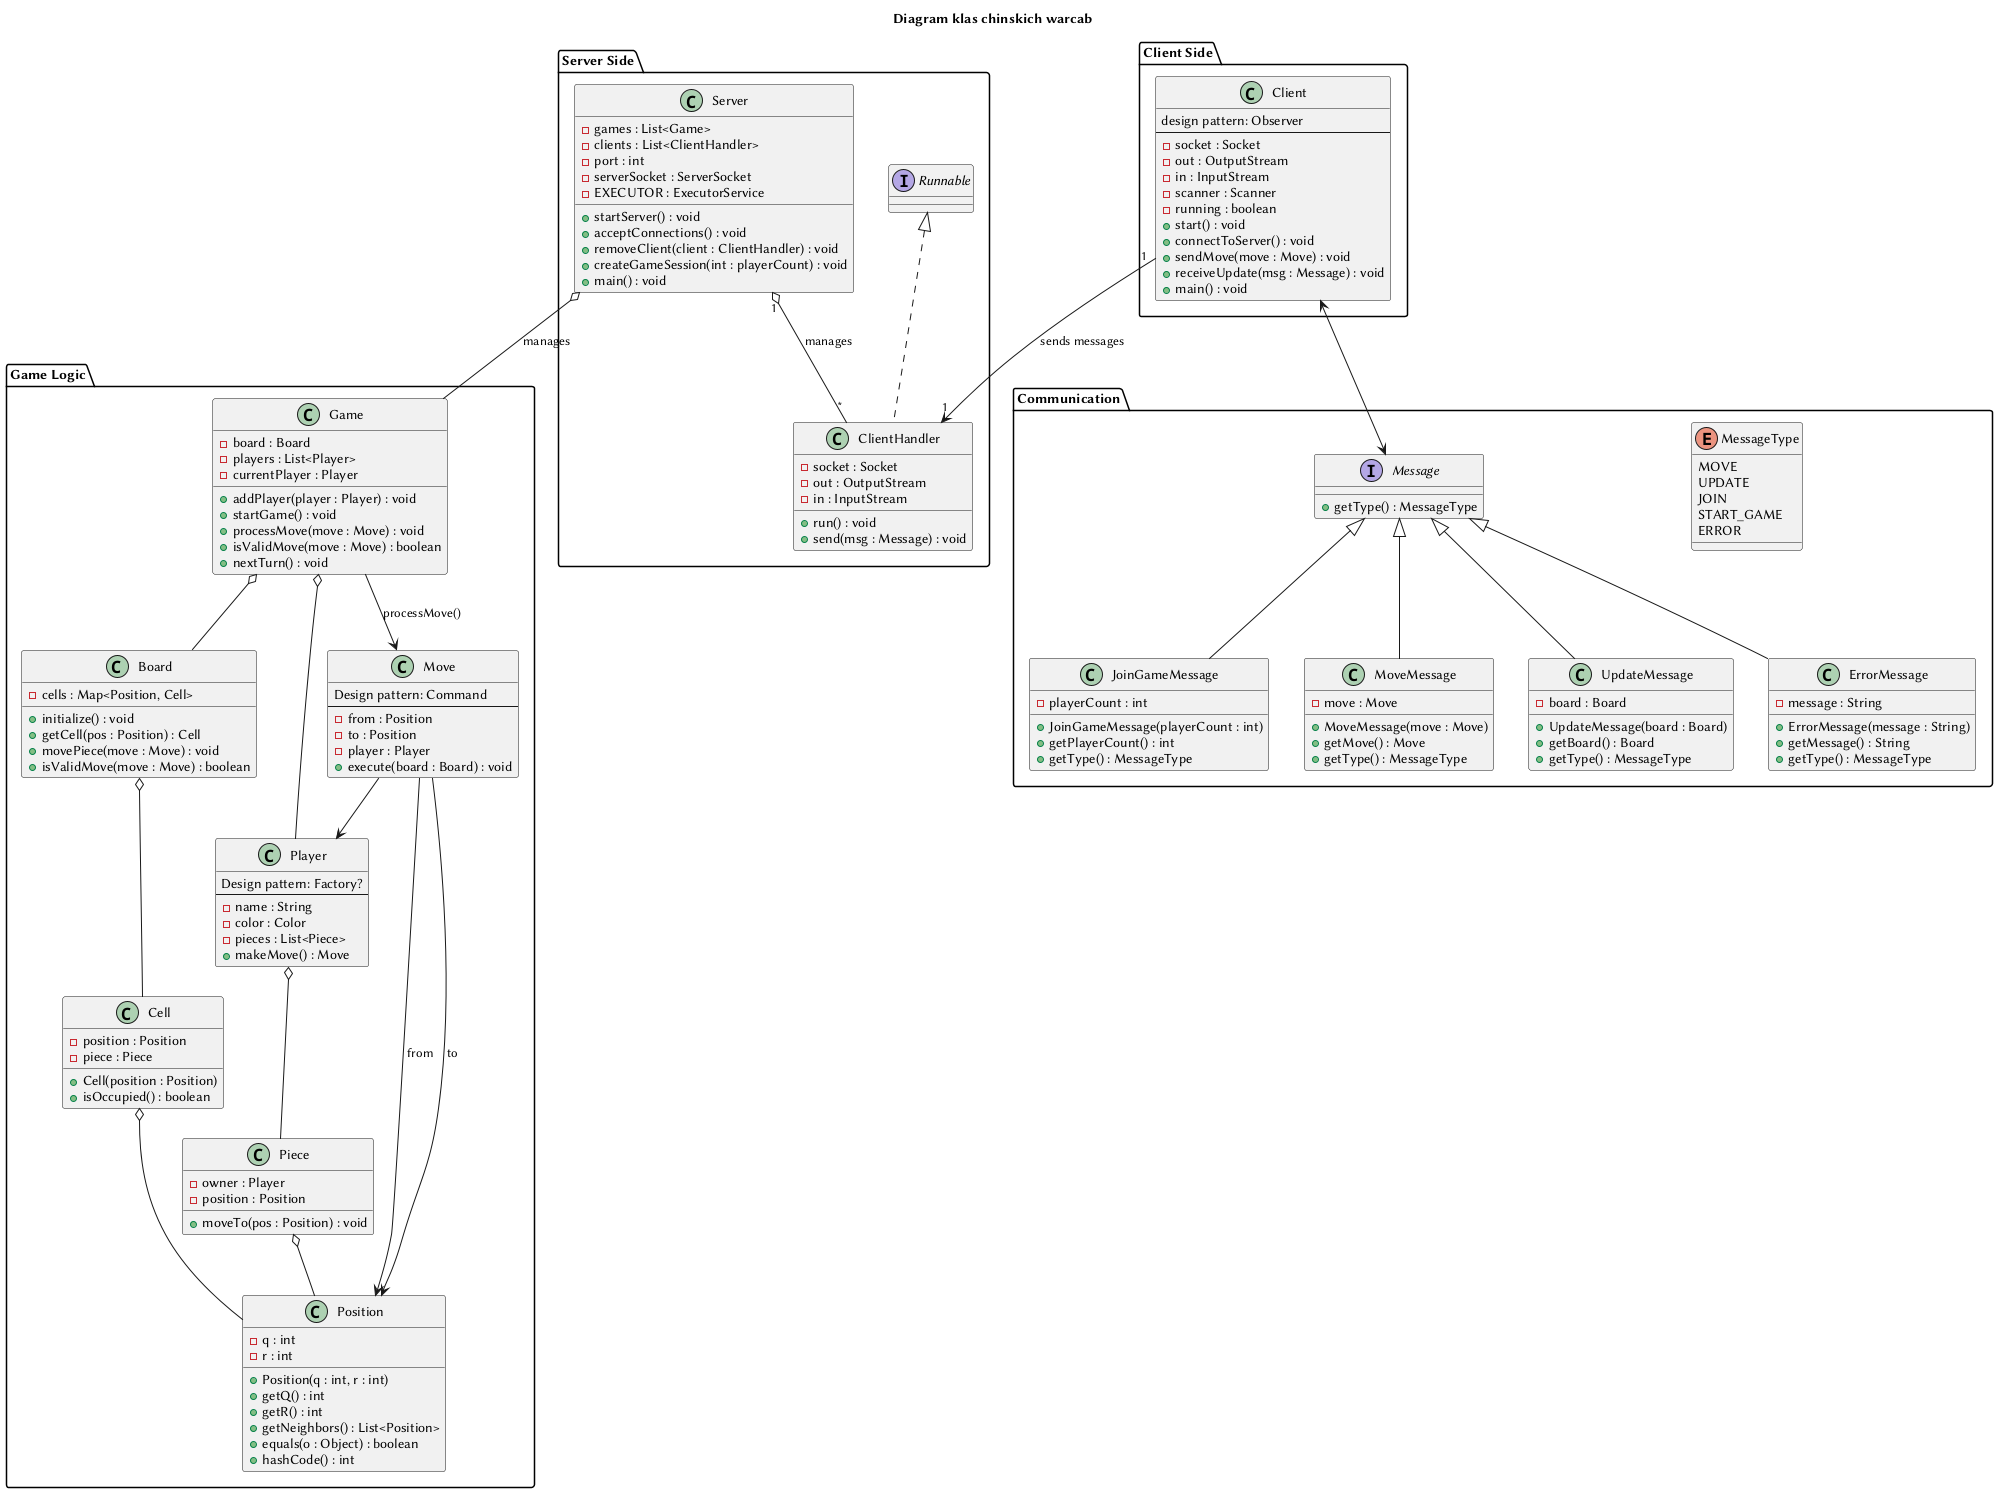 Diagram klas chinskich warcab
Server Side
C Server
games : List<Game>
clients : List<ClientHandler>
port : int
serverSocket : ServerSocket
EXECUTOR : ExecutorService
startServer() : void
acceptConnections() : void
removeClient(client : ClientHandler) : void
createGameSession(int : playerCount) : void
main() : void
I Runnable
manages
1
manages
*
C ClientHandler
socket : Socket
out : OutputStream
in : InputStream
run() : void
send(msg : Message) : void
Client Side
C Client
design pattern: Observer
socket : Socket
out : OutputStream
in : InputStream
scanner : Scanner
running : boolean
start() : void
connectToServer() : void
sendMove(move : Move) : void
receiveUpdate(msg : Message) : void
main() : void
1
sends messages
1
Game Logic
C Game
board : Board
players : List<Player>
currentPlayer : Player
addPlayer(player : Player) : void
startGame() : void
processMove(move : Move) : void
isValidMove(move : Move) : boolean
nextTurn() : void
processMove()
C Board
cells : Map<Position, Cell>
initialize() : void
getCell(pos : Position) : Cell
movePiece(move : Move) : void
isValidMove(move : Move) : boolean
C Move
Design pattern: Command
from : Position
to : Position
player : Player
execute(board : Board) : void
C Player
Design pattern: Factory?
name : String
color : Color
pieces : List<Piece>
makeMove() : Move
C Cell
position : Position
piece : Piece
Cell(position : Position)
isOccupied() : boolean
from
to
C Piece
owner : Player
position : Position
moveTo(pos : Position) : void
C Position
q : int
r : int
Position(q : int, r : int)
getQ() : int
getR() : int
getNeighbors() : List<Position>
equals(o : Object) : boolean
hashCode() : int
Communication
I Message
getType() : MessageType
E MessageType
MOVE
UPDATE
JOIN
START_GAME
ERROR
C JoinGameMessage
playerCount : int
JoinGameMessage(playerCount : int)
getPlayerCount() : int
getType() : MessageType
C MoveMessage
move : Move
MoveMessage(move : Move)
getMove() : Move
getType() : MessageType
C UpdateMessage
board : Board
UpdateMessage(board : Board)
getBoard() : Board
getType() : MessageType
C ErrorMessage
message : String
ErrorMessage(message : String)
getMessage() : String
getType() : MessageType